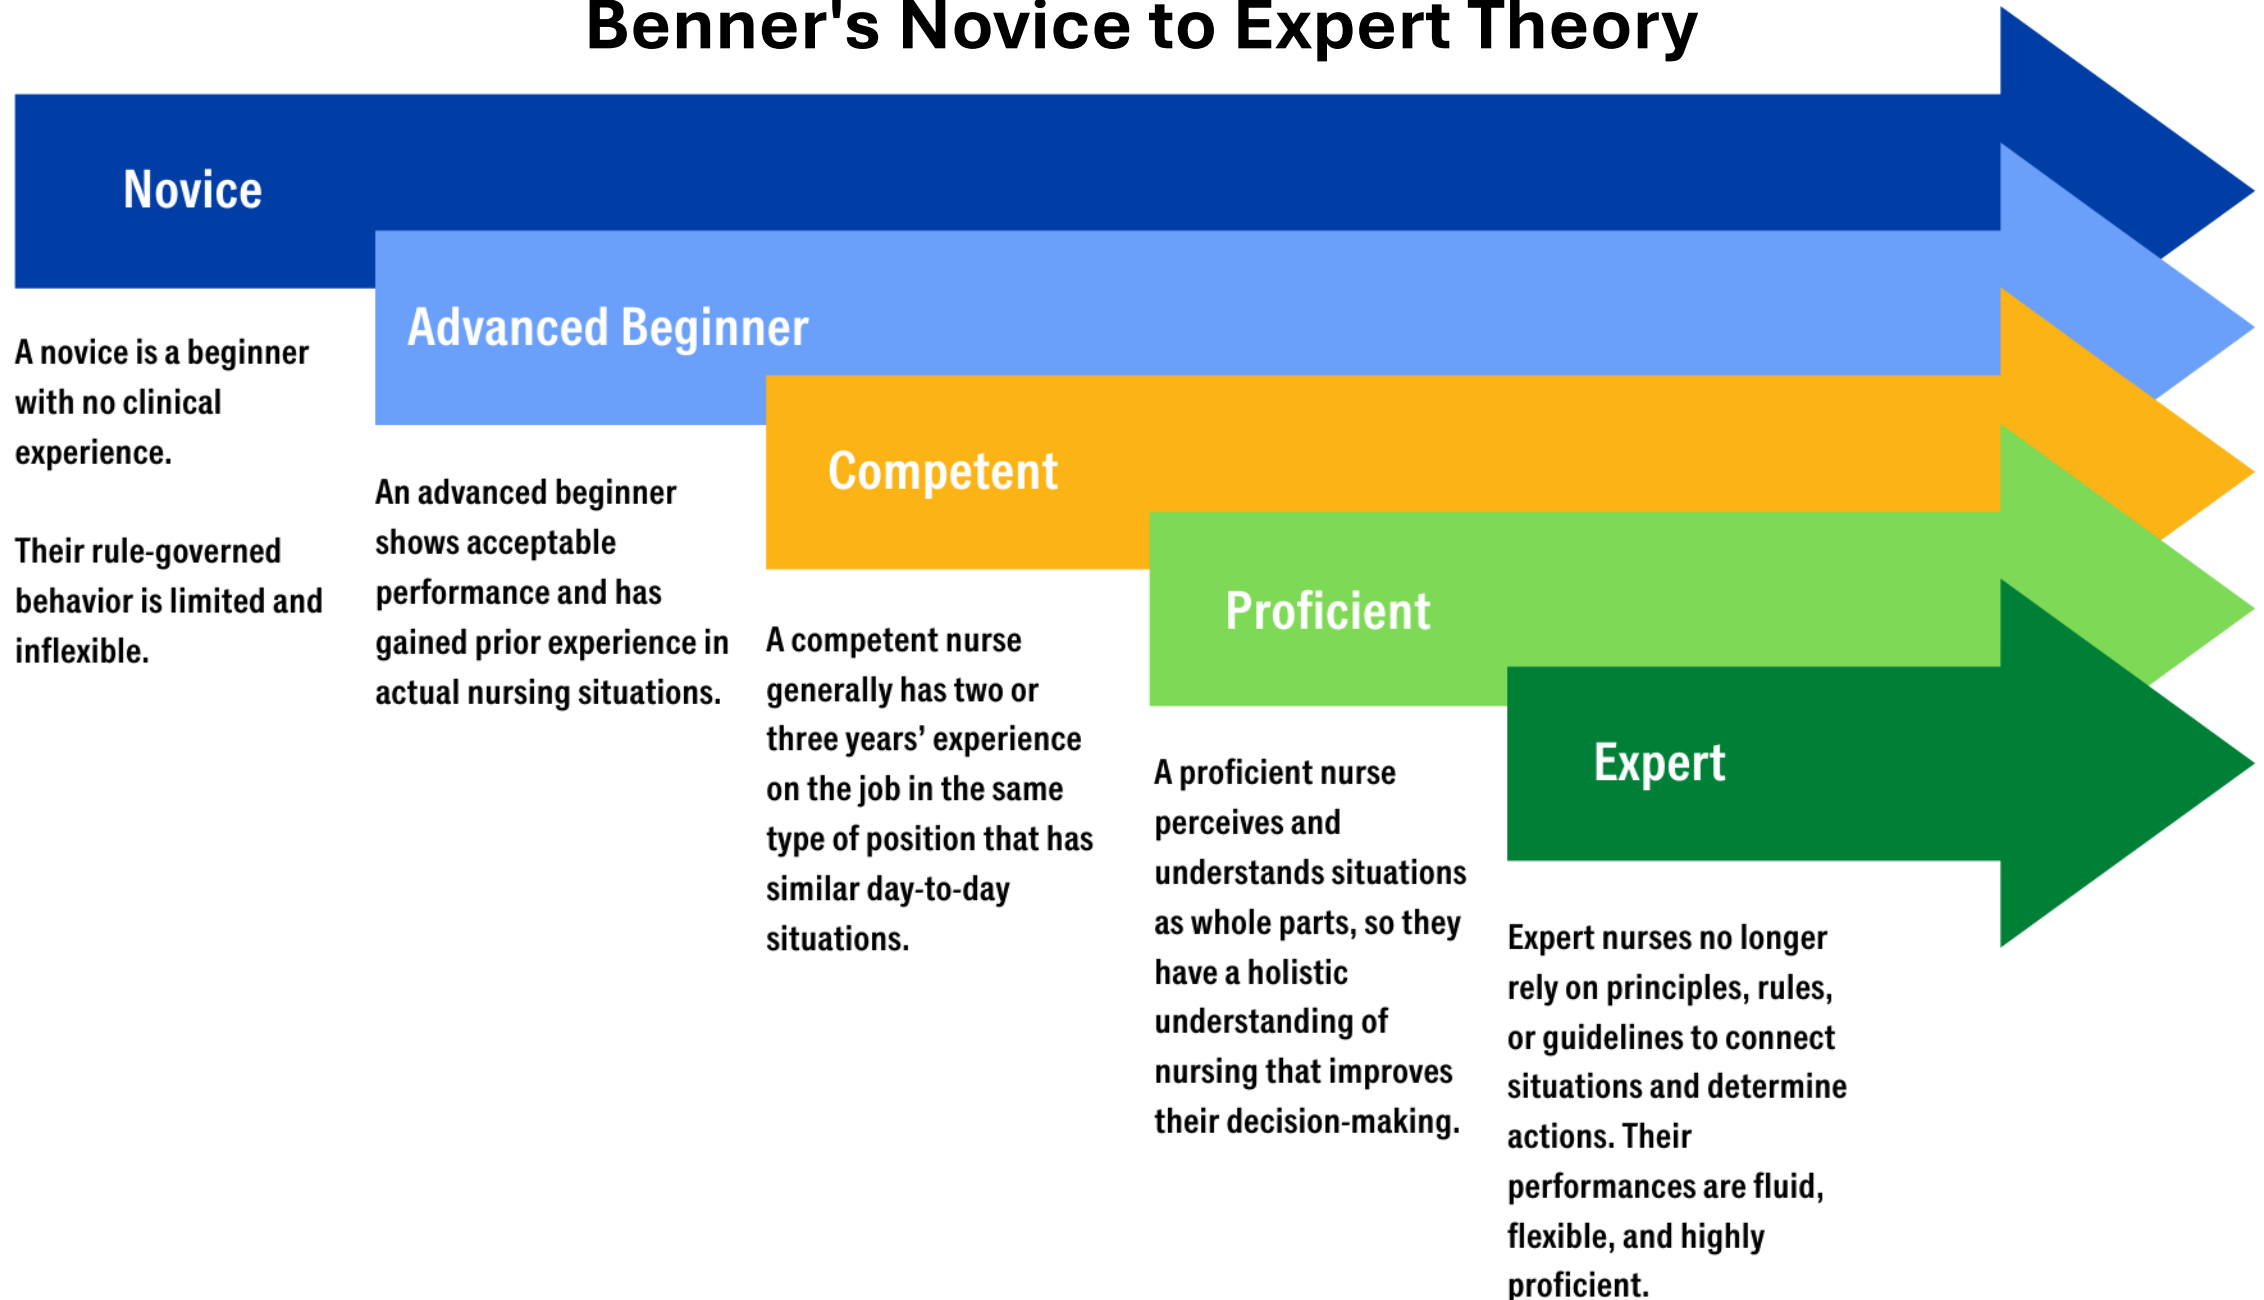 Benner's Novice to Expert Theory
Novice
A novice is a beginner
with no clinical
experience.
Their rule-governed
behavior is limited and
inflexible.
Advanced Beginner
An advanced beginner
shows acceptable
performance and has
gained prior experience in
actual nursing situations.
Competent
A competent nurse
generally has two or
three years’ experience
on the job in the same
type of position that has
similar day-to-day
situations.
Proficient
A proficient nurse
perceives and
understands situations
as whole parts, so they
have a holistic
understanding of
nursing that improves
their decision-making.
Expert
Expert nurses no longer
rely on principles, rules,
or guidelines to connect
situations and determine
actions. Their
performances are fluid,
flexible, and highly
proficient.